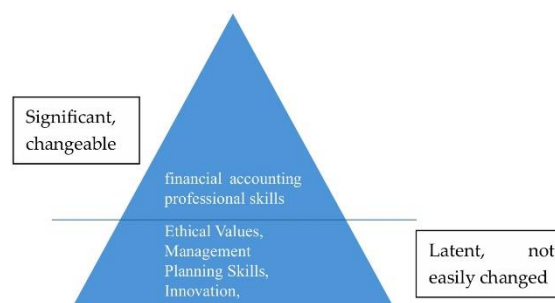 Significant,
changeable
financial accounting
professional skills
Ethical Values,
Management
Planning Skills,
Innovation,
Latent, not
easily changed